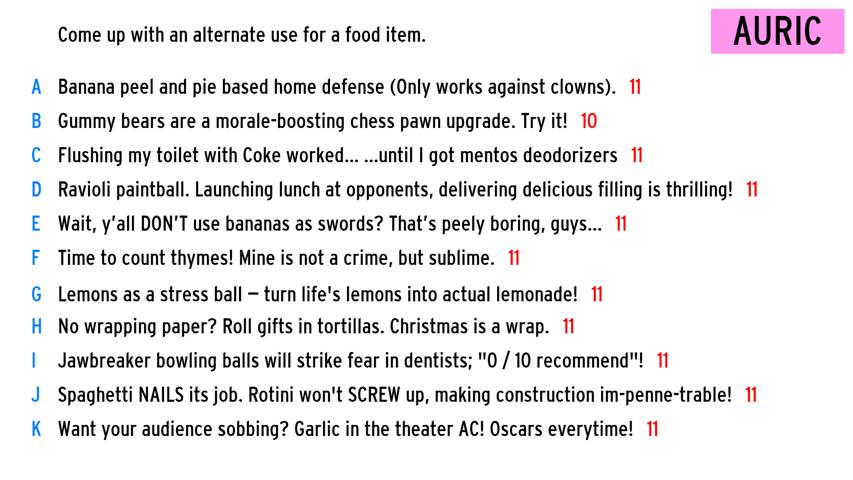 Come up with an alternate use for a food item.
AURIC
A Banana peel and pie based home defense (Only works against clowns). 11
B Gummy bears are a morale-boosting chess pawn upgrade. Try it! 10
C Flushing my toilet with Coke worked... ...until I got mentos deodorizers 11
D Ravioli paintball. Launching lunch at opponents, delivering delicious filling is thrilling! 11
E Wait, y’all DON’T use bananas as swords? That’s peely boring, guys... 11
F Time to count thymes! Mine is not a crime, but sublime. 11
G Lemons as a stress ball – turn life's lemons into actual lemonade! 11
H No wrapping paper? Roll gifts in tortillas. Christmas is a wrap. 11
I Jawbreaker bowling balls will strike fear in dentists; "0 / 10 recommend"! 11
J Spaghetti NAILS its job. Rotini won't SCREW up, making construction im-penne-trable! 11
K Want your audience sobbing? Garlic in the theater AC! Oscars everytime! 11